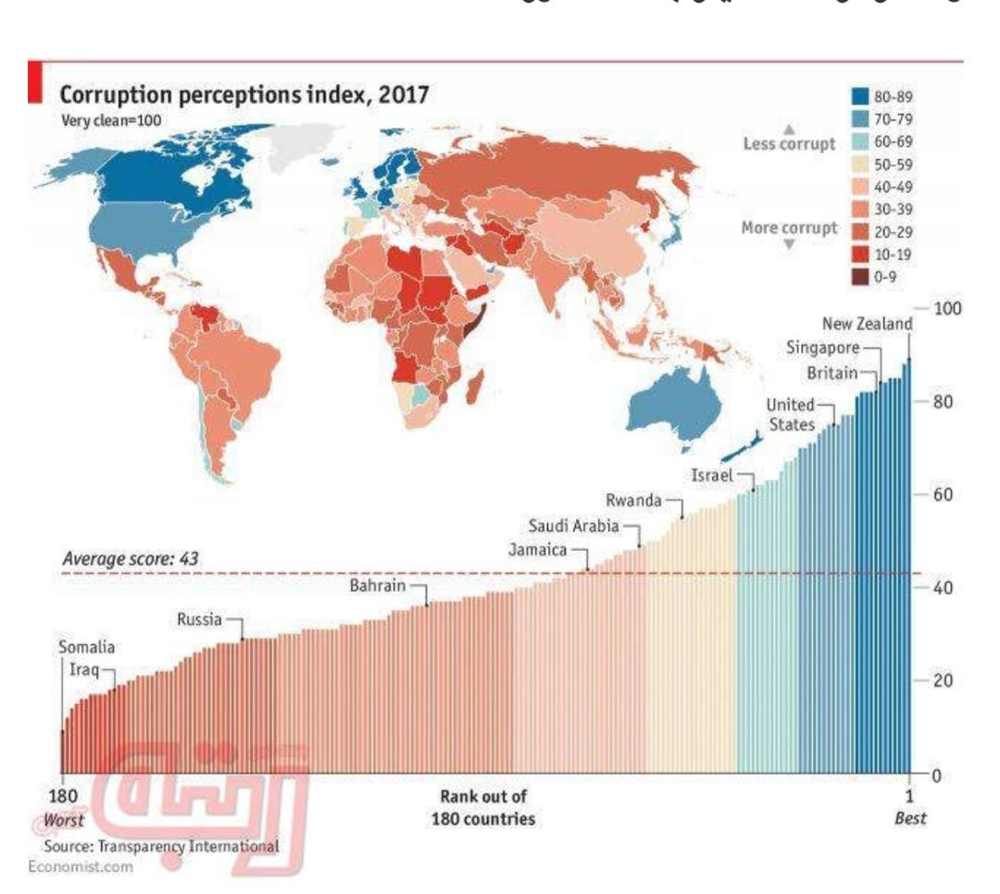 Corruption perceptions index, 2017
Very clean=100
Less corrupt
More corrupt
80-89
70-79
60-69
50-59
40-49
30-39
20-29
10-19
0-9
100
80
60
40
20
0
New Zealand
Singapore
Britain
United
States
Israel
Rwanda
Saudi Arabia
Jamaica
Average score: 43
Bahrain
Russia
Somalia
Iraq
180
Worst
Rank out of
180 countries
1
Best
Source: Transparency International
Economist.com